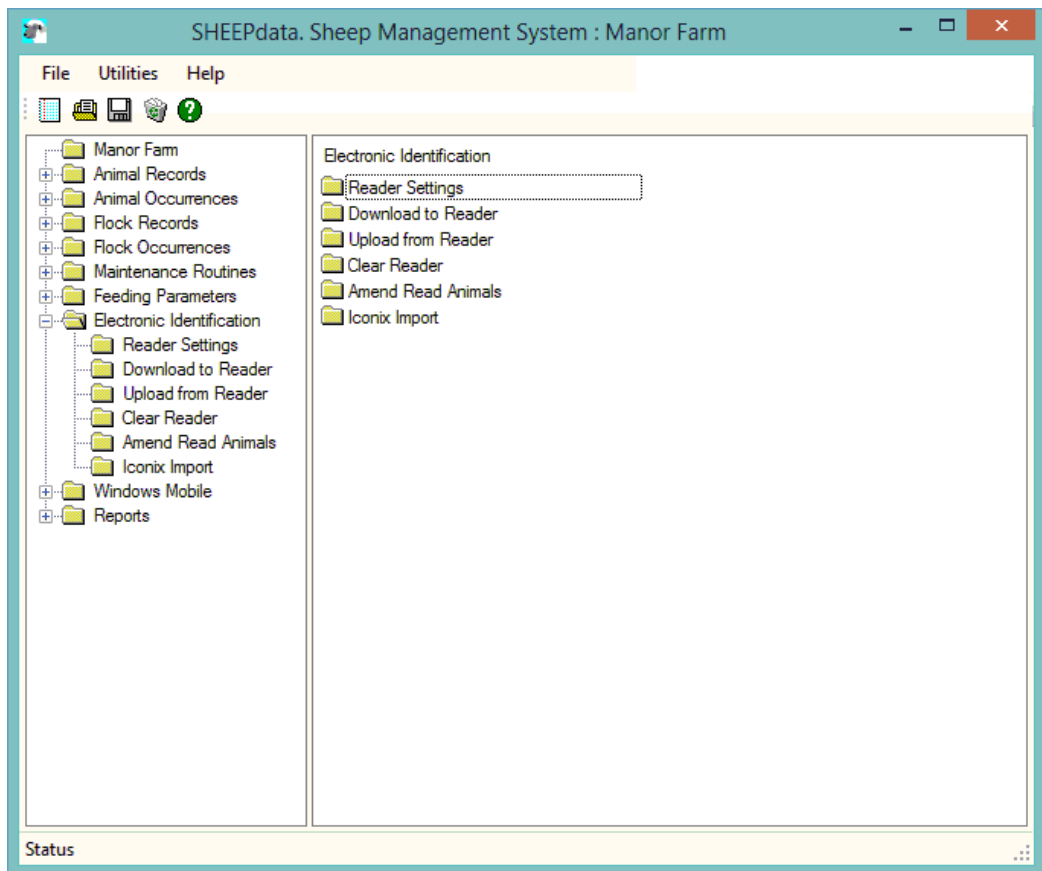 SHEEPdata. Sheep Management System : Manor Farm
File Utilities Help
Manor Farm
Animal Records
Animal Occurrences
Flock Records
Flock Occurrences
Maintenance Routines
Feeding Parameters
Electronic Identification
Reader Settings
Download to Reader
Upload from Reader
Clear Reader
Amend Read Animals
Iconix Import
Windows Mobile
Reports
Electronic Identification
Reader Settings
Download to Reader
Upload from Reader
Clear Reader
Amend Read Animals
Iconix Import
Status